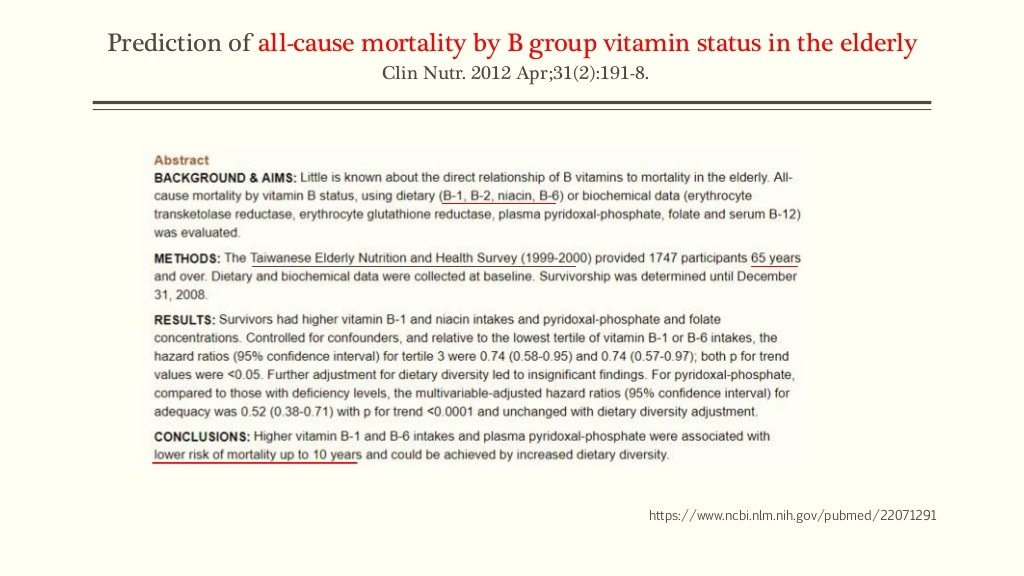 Prediction of all-cause mortality by B group vitamin status in the elderly
Clin Nutr. 2012 Apr;31(2):191-8.
Abstract
BACKGROUND & AIMS: Little is known about the direct relationship of B vitamins to mortality in the elderly. All-
cause mortality by vitamin B status, using dietary (B-1, B-2, niacin, B-6) or biochemical data (erythrocyte
transketolase reductase, erythrocyte glutathione reductase, plasma pyridoxal-phosphate, folate and serum B-12)
was evaluated.
METHODS: The Taiwanese Elderly Nutrition and Health Survey (1999-2000) provided 1747 participants 65 years
and over. Dietary and biochemical data were collected at baseline. Survivorship was determined until December
31, 2008.
RESULTS: Survivors had higher vitamin B-1 and niacin intakes and pyridoxal-phosphate and folate
concentrations. Controlled for confounders, and relative to the lowest tertile of vitamin B-1 or B-6 intakes, the
hazard ratios (95% confidence interval) for tertile 3 were 0.74 (0.58-0.95) and 0.74 (0.57-0.97); both p for trend
values were <0.05. Further adjustment for dietary diversity led to insignificant findings. For pyridoxal-phosphate,
compared to those with deficiency levels, the multivariable-adjusted hazard ratios (95% confidence interval) for
adequacy was 0.52 (0.38-0.71) with p for trend <0.0001 and unchanged with dietary diversity adjustment.
CONCLUSIONS: Higher vitamin B-1 and B-6 intakes and plasma pyridoxal-phosphate were associated with
lower risk of mortality up to 10 years and could be achieved by increased dietary diversity.
https://www.ncbi.nlm.nih.gov/pubmed/22071291